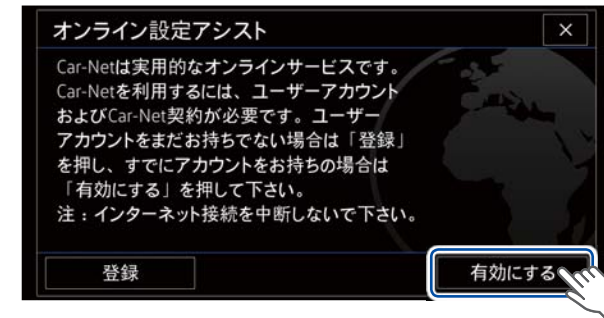 オンライン設定アシスト
×
Car-Netは実用的なオンラインサービスです。
Car-Netを利用するには、ユーザーアカウント
およびCar-Net契約が必要です。ユーザー
アカウントをまだお持ちでない場合は「登録」
を押し、すでにアカウントをお持ちの場合は
「有効にする」を押して下さい。
注：インターネット接続を中断しないで下さい。
登録
有効にする